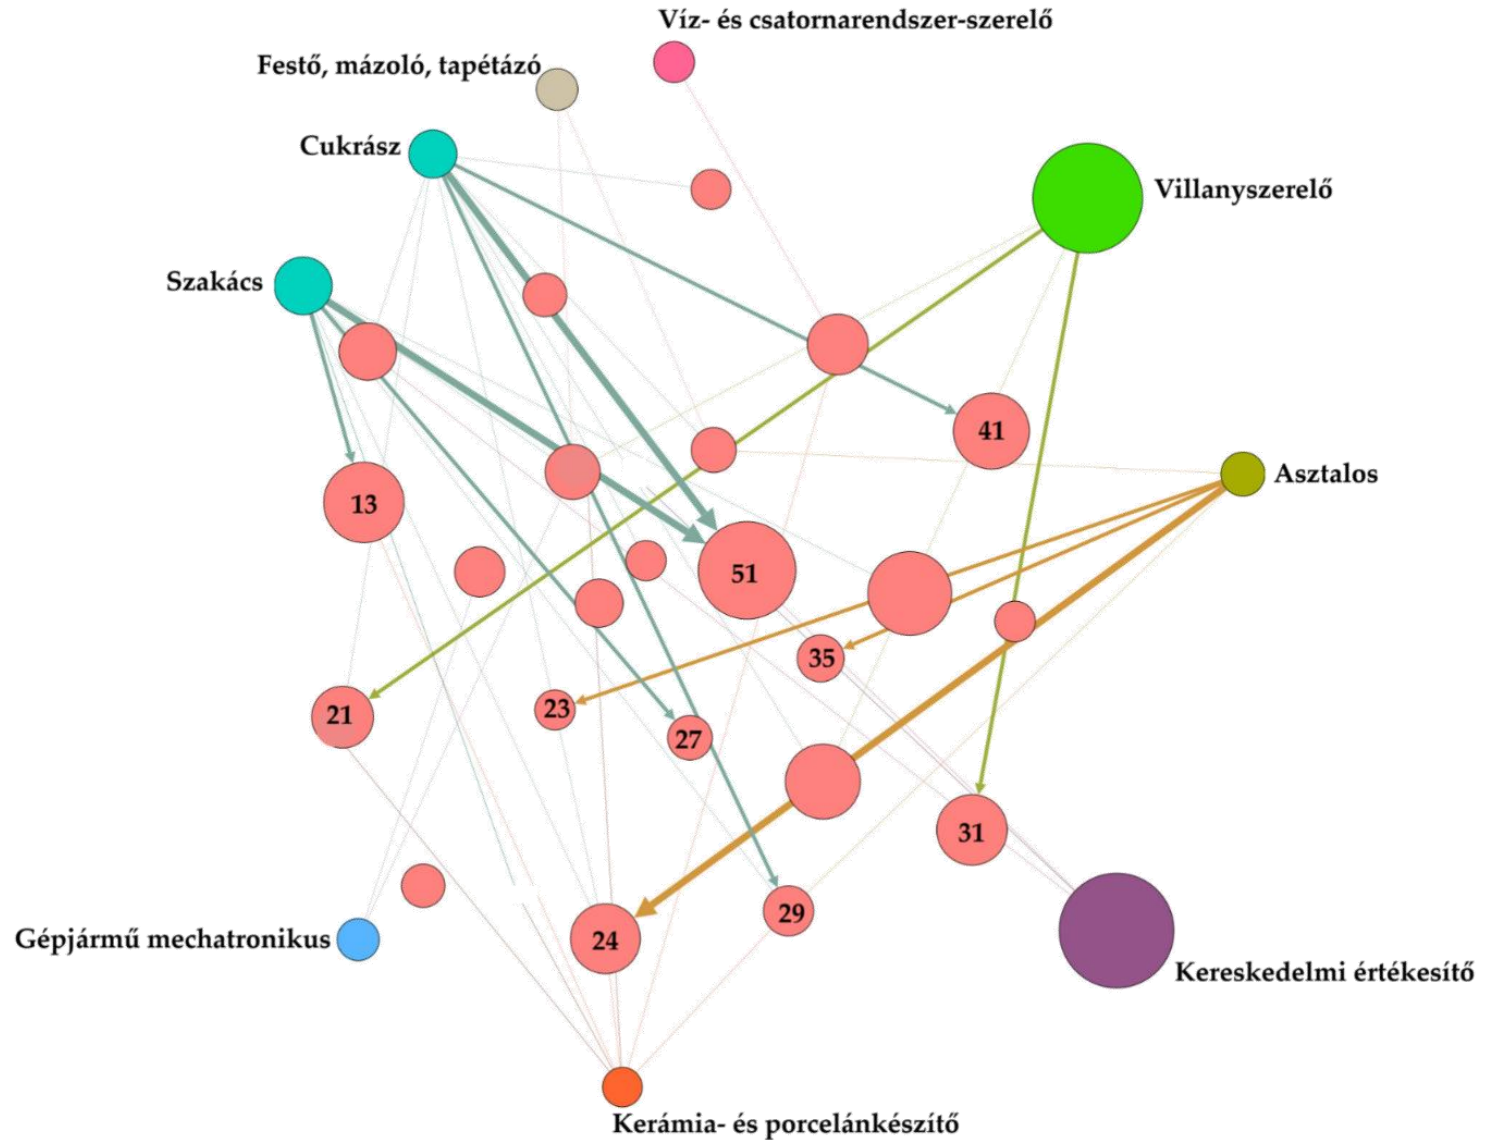 Víz- és csatornarendszer-szerelő
Festő, mázoló, tapétázó
Cukrász
Villanyszerelő
Szakács
41
Asztalos
13
51
35
23
21
27
31
29
24
Gépjármű mechatronikus
Kereskedelmi értékesítő
Kerámia- és porcelánkészítő